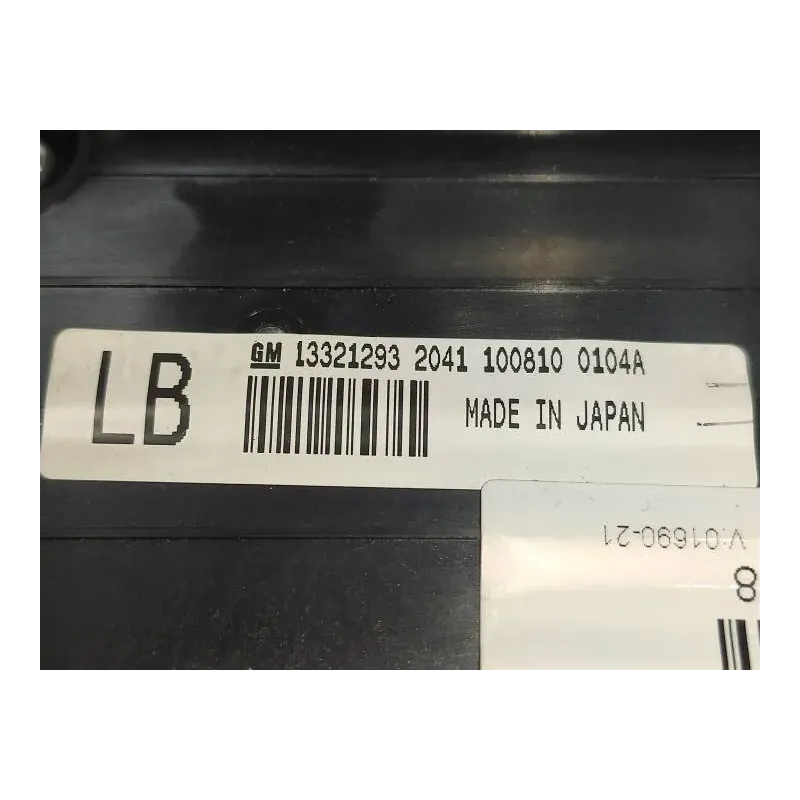 LB
GM 13321293 2041 100810 0104A
MADE IN JAPAN
V:01690-21
8